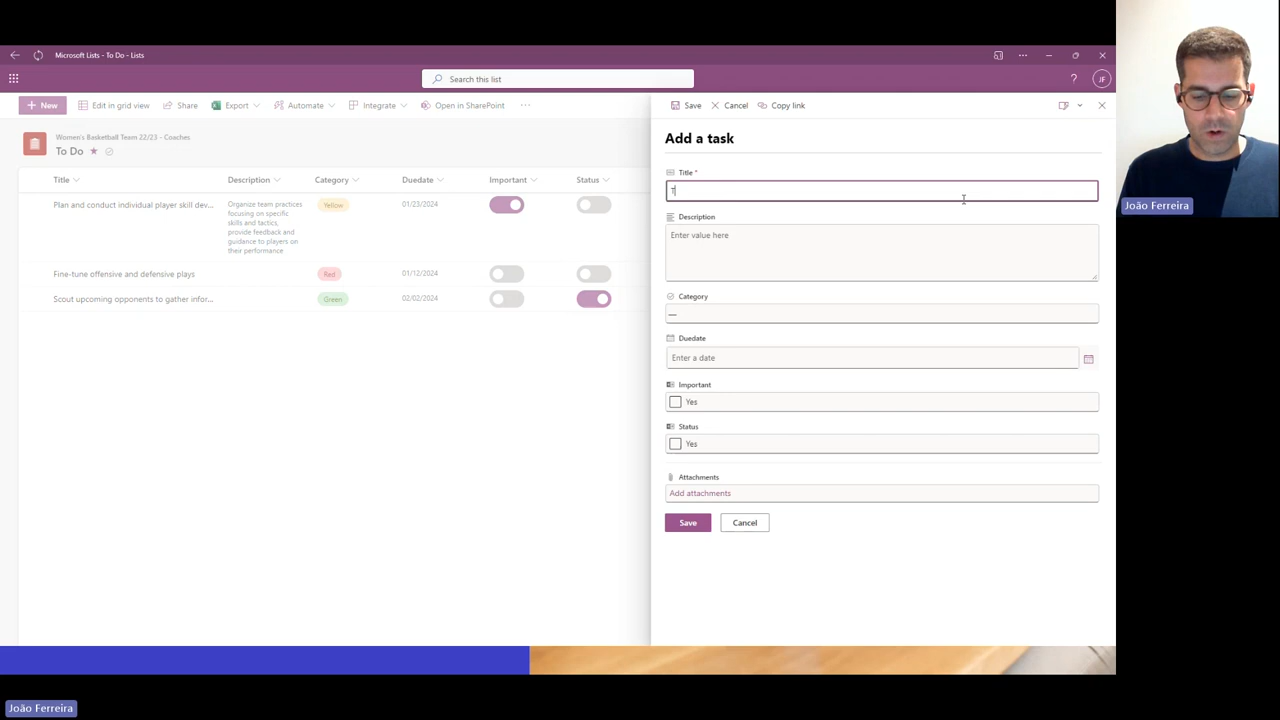 Microsoft Lists - To Do - Lists
Search this list
?
JF
New
Edit in grid view
Share
Export
Automate
Integrate
Open in SharePoint
...
Save
Cancel
Copy link
Women's Basketball Team 22/23 - Coaches
To Do
Title
Description
Category
Duedate
Important
Status
Plan and conduct individual player skill dev...
Organize team practices
focusing on specific
skills and tactics,
provide feedback and
guidance to players on
their performance
Yellow
01/23/2024
Fine-tune offensive and defensive plays
Red
01/12/2024
Scout upcoming opponents to gather infor...
Green
02/02/2024
Add a task
Title *
T
Description
Enter value here
Category
—
Duedate
Enter a date
Important
Yes
Status
Yes
Attachments
Add attachments
Save
Cancel
João Ferreira
João Ferreira